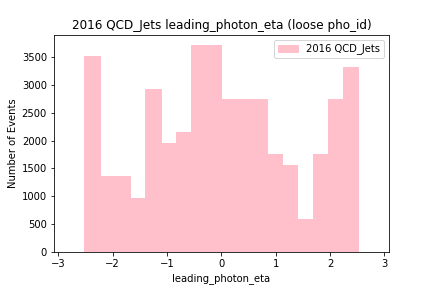 2016 QCD_Jets leading_photon_eta (loose pho_id)
2016 QCD_Jets
Number of Events
3500
3000
2500
2000
1500
1000
500
0
−3 −2 −1 0 1 2 3
leading_photon_eta